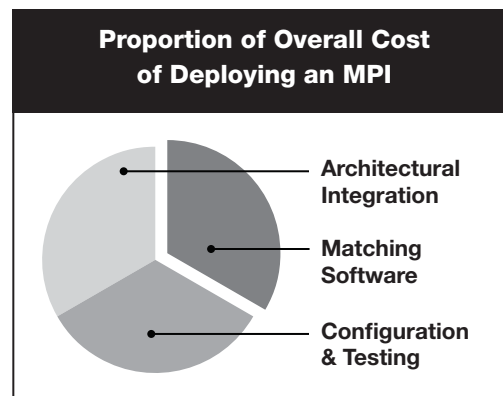 Proportion of Overall Cost
of Deploying an MPI
Architectural
Integration
Matching
Software
Configuration
& Testing